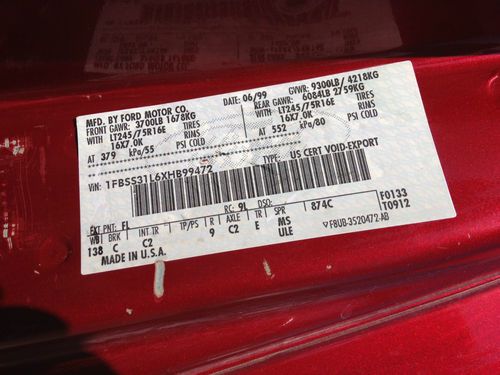 MFD. BY FORD MOTOR CO.
DATE: 06/99
GVWR: 9300LB / 4218KG
FRONT GAWR: 3700LB 1678KG
REAR GAWR: 6084LB 2759KG
LT245/75R16E
LT245/75R16E
16X7.0K
PSI COLD
16X7.0K
PSI COLD
AT 379 kPa/55
AT 552 kPa/80
VIN: 1FBSS31L6XHB99472
TYPE: US CERT VOID-EXPORT
EXT PNT: FL
RC: 9L
DSO:
F0133
WB BRK INT TR TP/PS R AXLE TR SPR
874C
T0912
138 C C2 9 C2 E MS
ULE
MADE IN U.S.A.
F8UB-3520472-AB